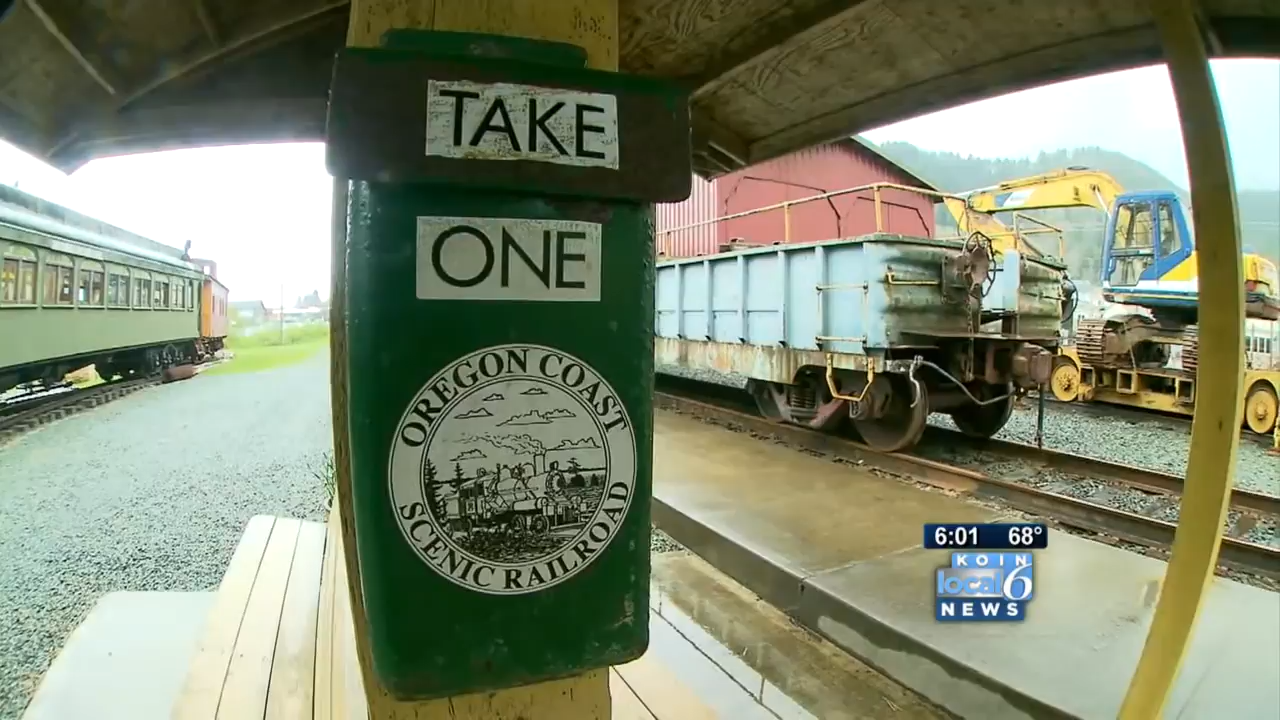 TAKE
ONE
OREGON COAST
SCENIC RAILROAD
6:01 68°
KOIN
local 6
NEWS